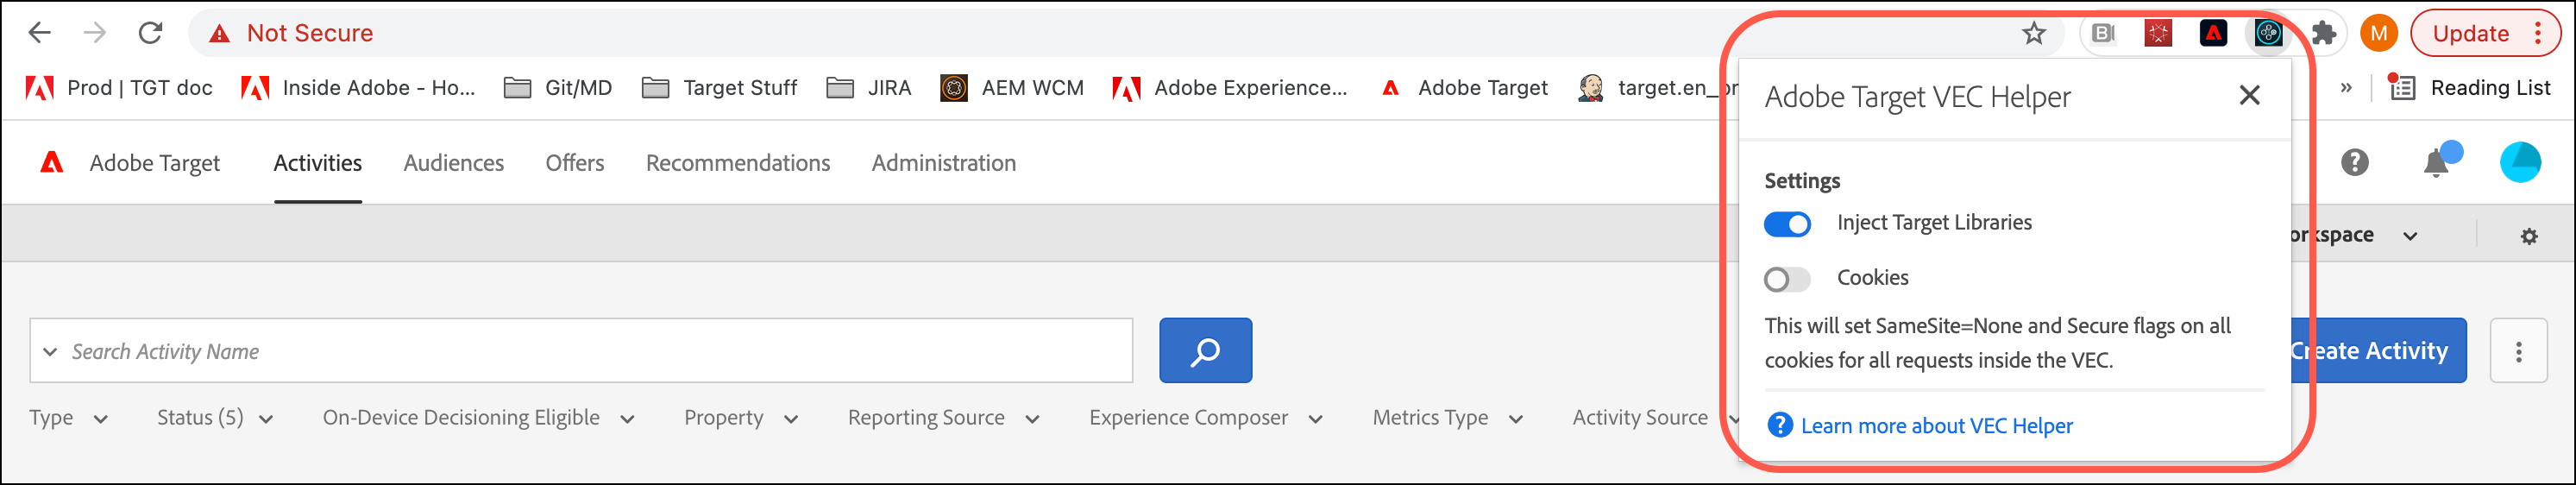 Not Secure
B
M
Update
Prod | TGT doc
Inside Adobe - Ho...
Git/MD
Target Stuff
JIRA
AEM WCM
Adobe Experience...
Adobe Target
target.en_pr
»
Reading List
Adobe Target VEC Helper
Adobe Target
Activities
Audiences
Offers
Recommendations
Administration
?
Settings
Inject Target Libraries
orkspace
Cookies
This will set SameSite=None and Secure flags on all
cookies for all requests inside the VEC.
Search Activity Name
Create Activity
Type
Status (5)
On-Device Decisioning Eligible
Property
Reporting Source
Experience Composer
Metrics Type
Activity Source
? Learn more about VEC Helper